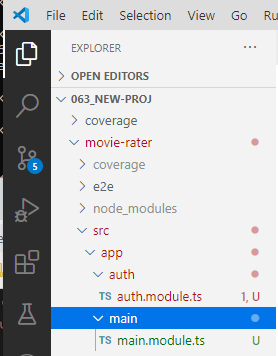 File Edit Selection View Go Ru
EXPLORER ...
OPEN EDITORS
063_NEW-PROJ
5
coverage
movie-rater
coverage
e2e
node_modules
src
app
auth
TS auth.module.ts 1, U
main
TS main.module.ts U